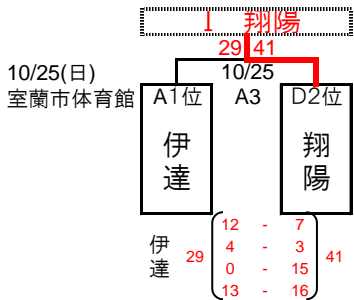 I 翔陽
29 41
10/25(日)
室蘭市体育館
10/25
A3
A1位
D2位
伊達
翔陽
伊達
29
12 - 7
4 - 3
0 - 15
13 - 16
41